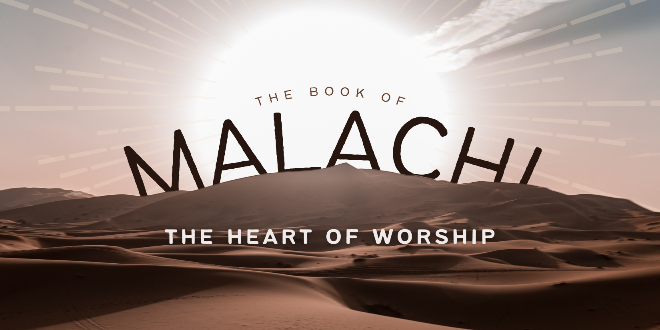 THE BOOK OF
MALACHI
THE HEART OF WORSHIP